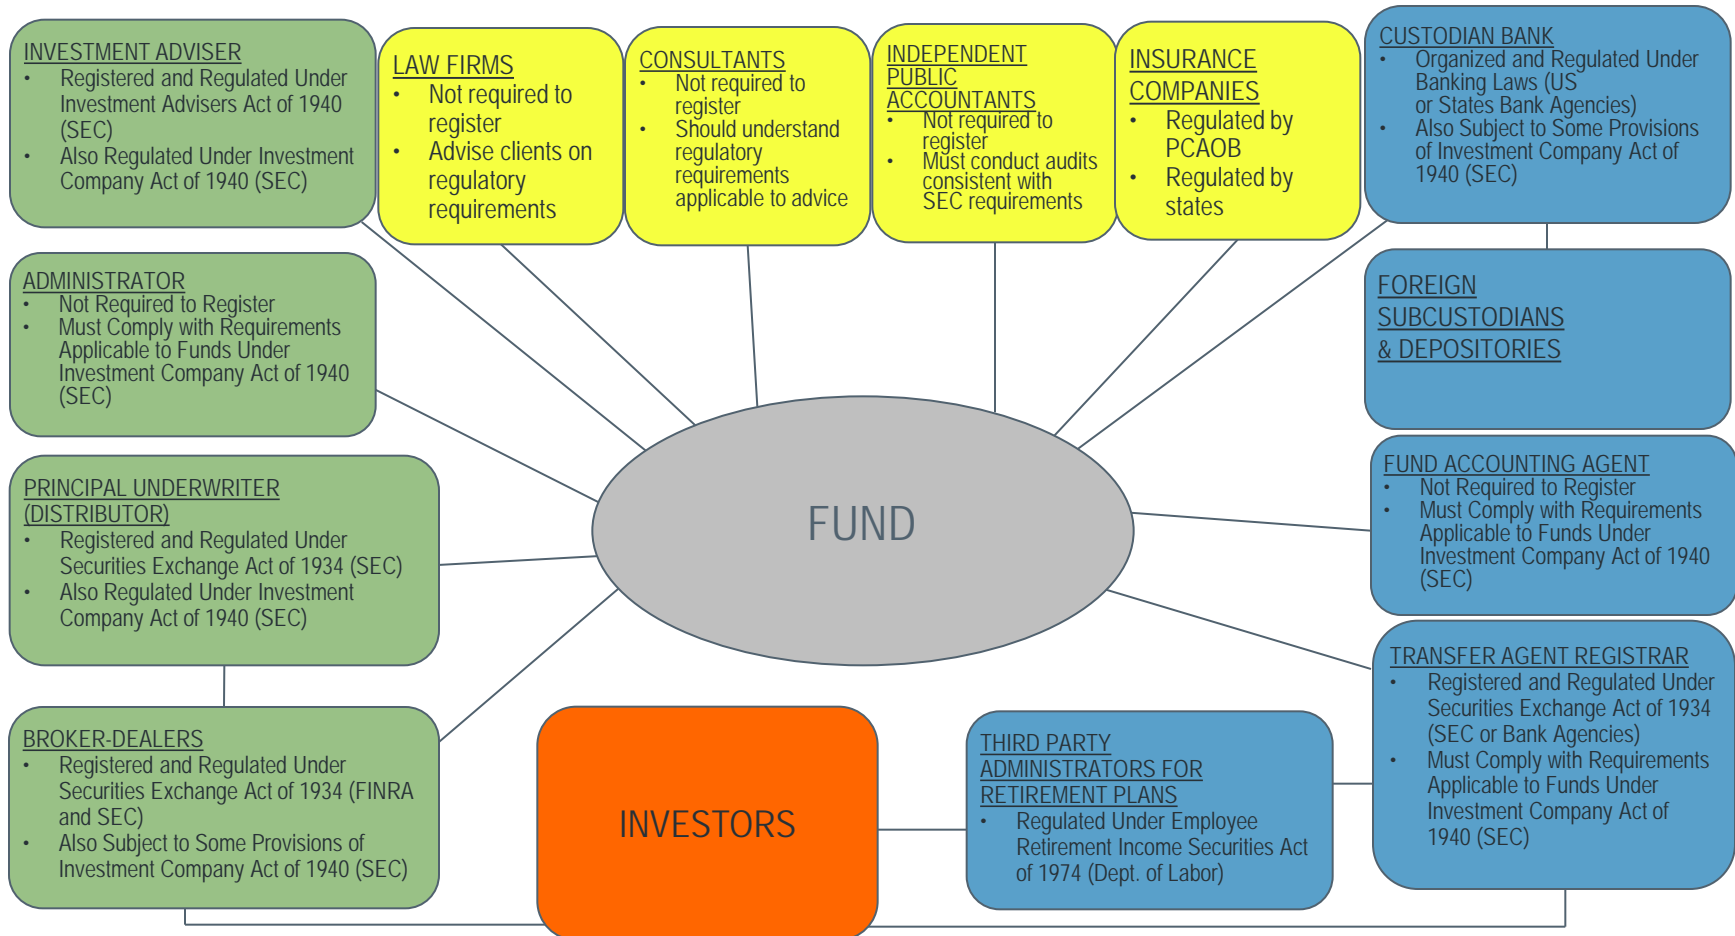 INVESTMENT ADVISER
• Registered and Regulated Under
Investment Advisers Act of 1940
(SEC)
• Also Regulated Under Investment
Company Act of 1940 (SEC)
LAW FIRMS
• Not required to
register
• Advise clients on
regulatory
requirements
CONSULTANTS
• Not required to
register
• Should understand
regulatory
requirements
applicable to advice
INDEPENDENT
PUBLIC
ACCOUNTANTS
• Not required to
register
• Must conduct audits
consistent with
SEC requirements
INSURANCE
COMPANIES
• Regulated by
PCAOB
• Regulated by
states
CUSTODIAN BANK
• Organized and Regulated Under
Banking Laws (US
or States Bank Agencies)
• Also Subject to Some Provisions
of Investment Company Act of
1940 (SEC)
ADMINISTRATOR
• Not Required to Register
• Must Comply with Requirements
Applicable to Funds Under
Investment Company Act of 1940
(SEC)
FOREIGN
SUBCUSTODIANS
& DEPOSITORIES
PRINCIPAL UNDERWRITER
(DISTRIBUTOR)
• Registered and Regulated Under
Securities Exchange Act of 1934 (SEC)
• Also Regulated Under Investment
Company Act of 1940 (SEC)
FUND
FUND ACCOUNTING AGENT
• Not Required to Register
• Must Comply with Requirements
Applicable to Funds Under
Investment Company Act of 1940
(SEC)
BROKER-DEALERS
• Registered and Regulated Under
Securities Exchange Act of 1934 (FINRA
and SEC)
• Also Subject to Some Provisions of
Investment Company Act of 1940 (SEC)
INVESTORS
THIRD PARTY
ADMINISTRATORS FOR
RETIREMENT PLANS
• Regulated Under Employee
Retirement Income Securities Act
of 1974 (Dept. of Labor)
TRANSFER AGENT REGISTRAR
• Registered and Regulated Under
Securities Exchange Act of 1934
(SEC or Bank Agencies)
• Must Comply with Requirements
Applicable to Funds Under
Investment Company Act of
1940 (SEC)